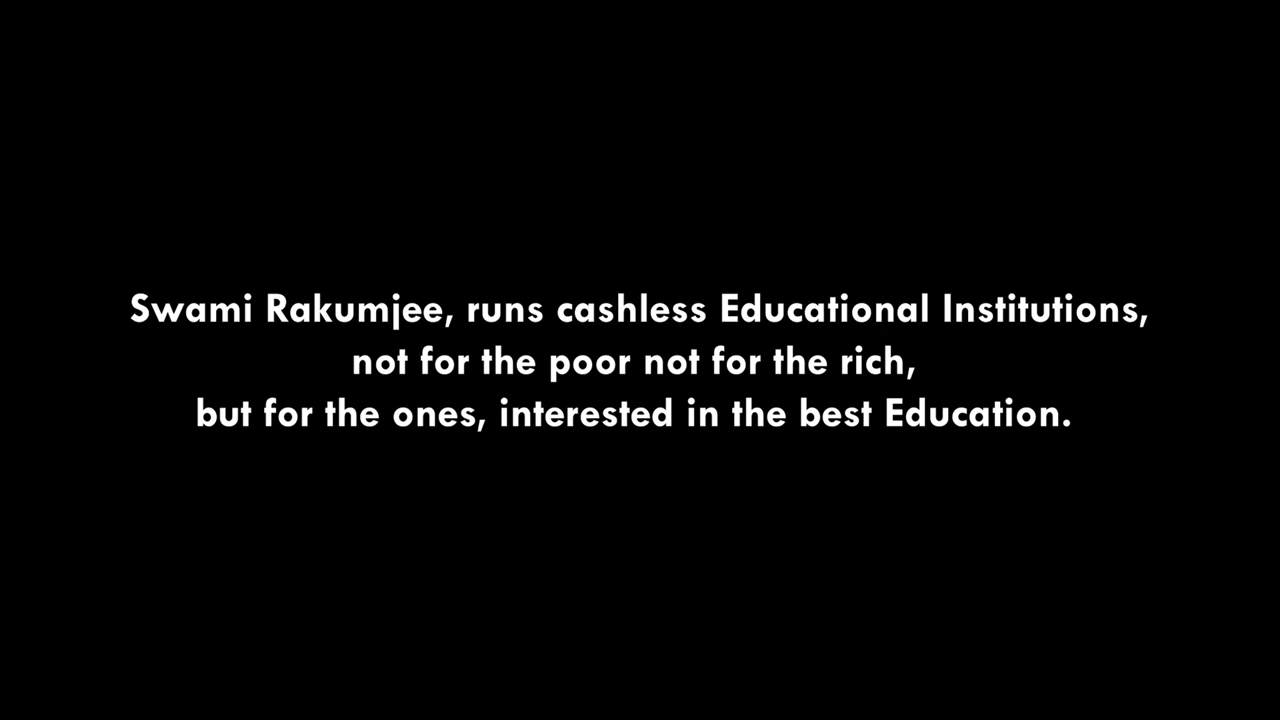 Swami Rakumjee, runs cashless Educational Institutions,
not for the poor not for the rich,
but for the ones, interested in the best Education.